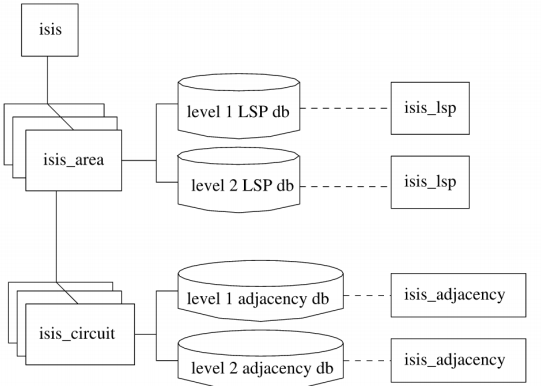 isis
level 1 LSP db
isis_lsp
isis_area
level 2 LSP db
isis_lsp
level 1 adjacency db
isis_adjacency
isis_circuit
level 2 adjacency db
isis_adjacency